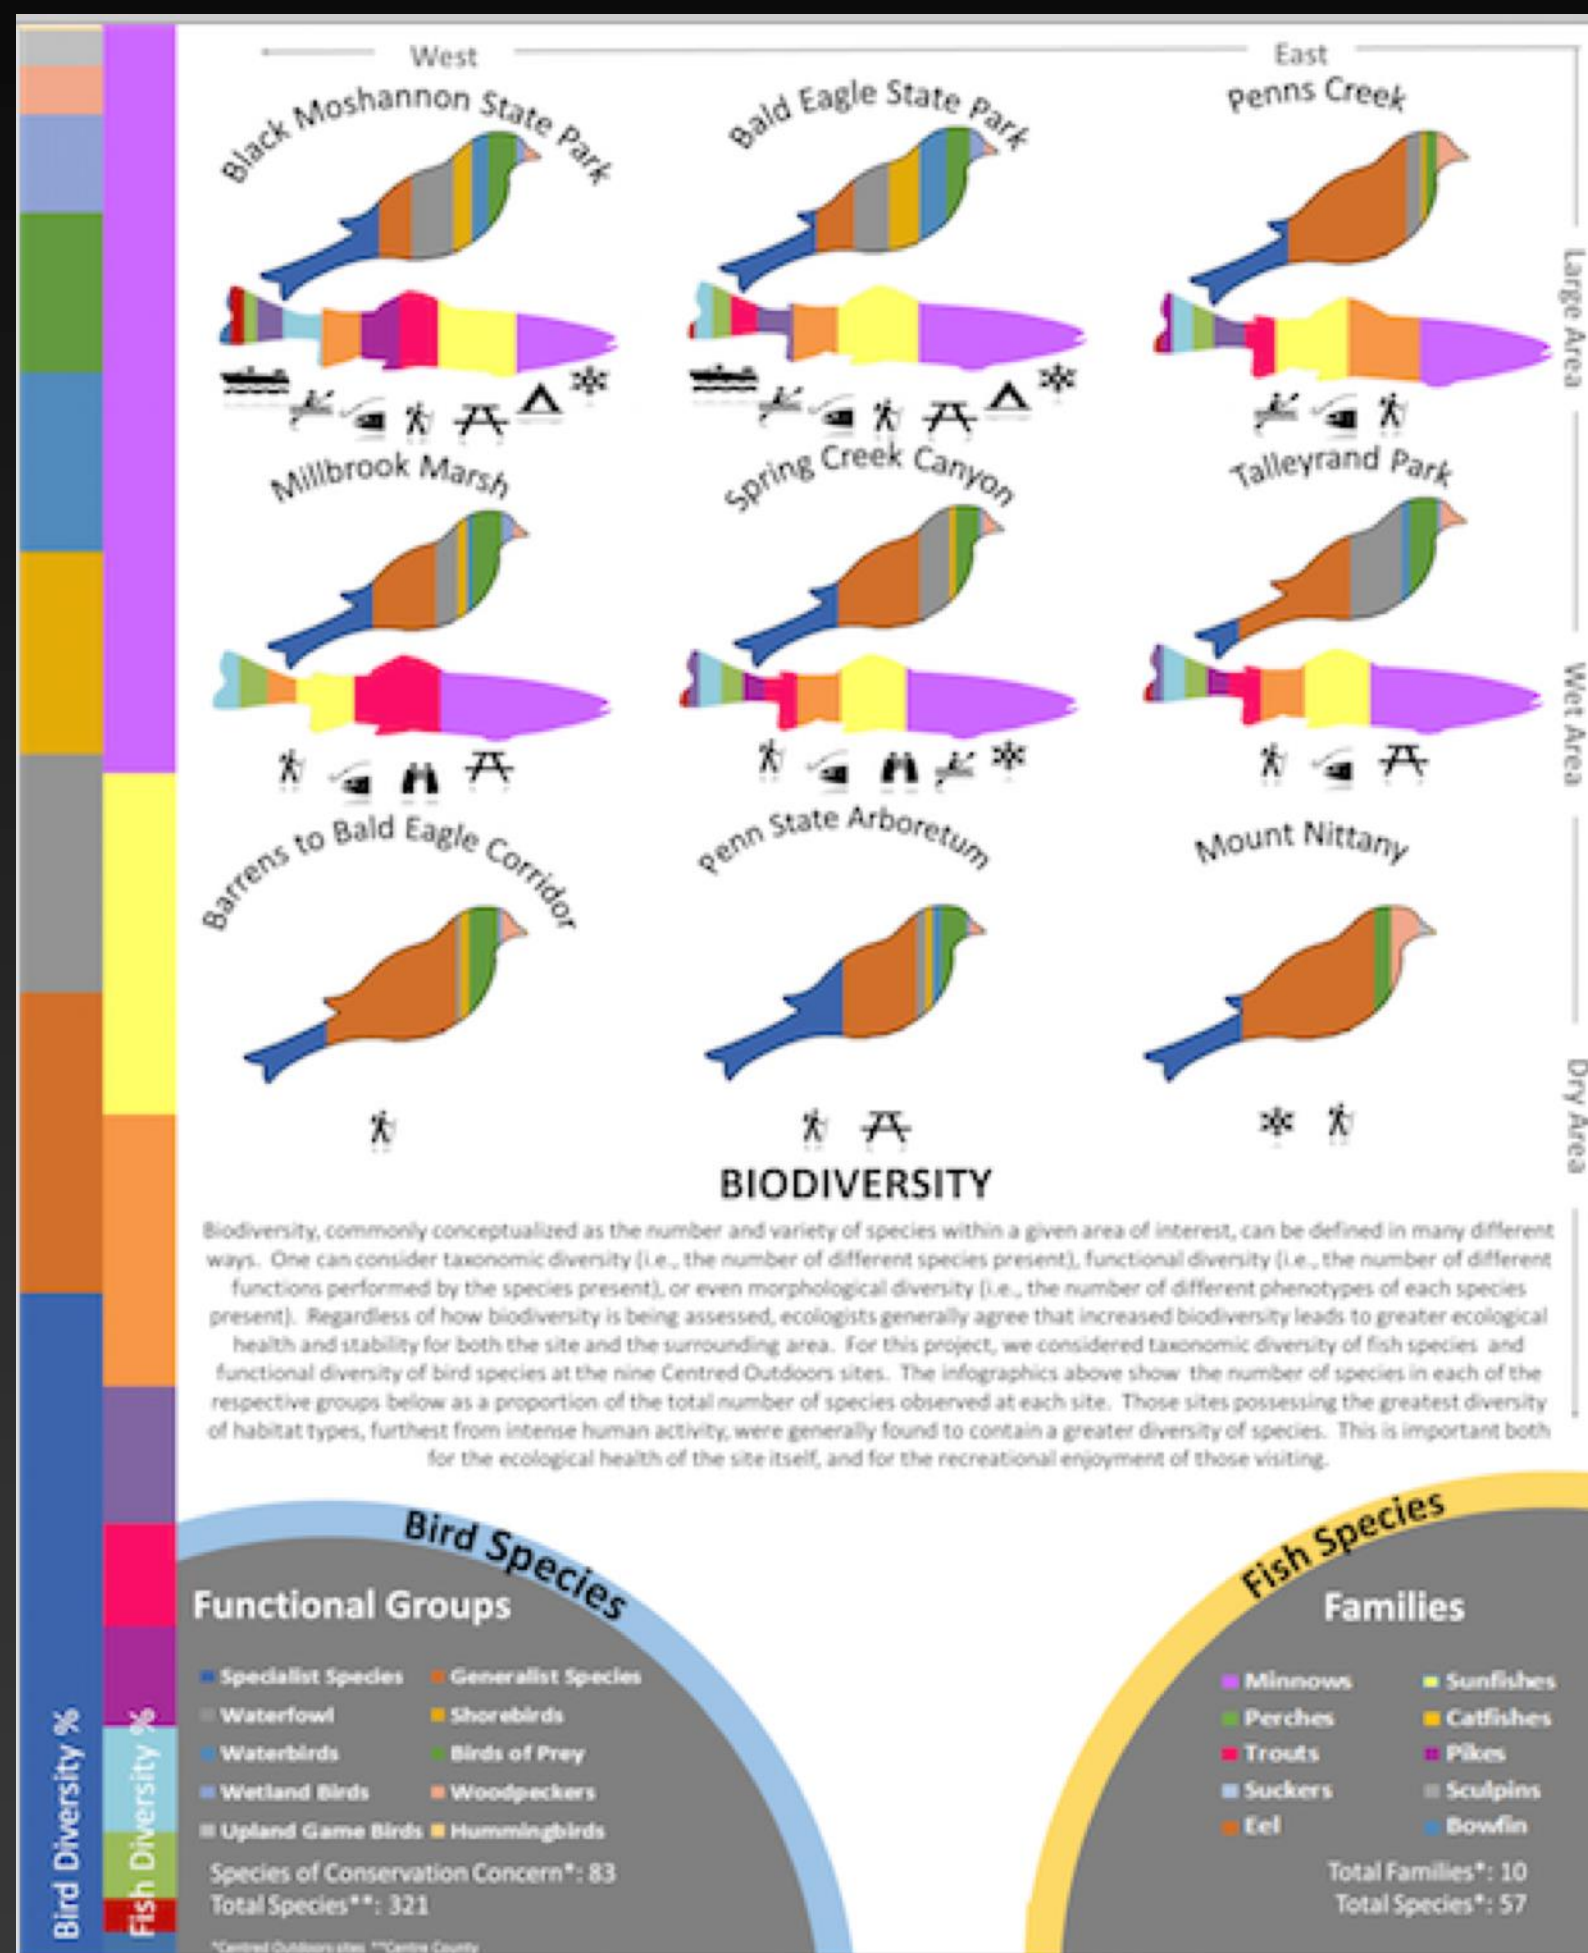 West
East
Black Moshannon State Park
Bald Eagle State Park
Penns Creek
Large Area
Millbrook Marsh
Spring Creek Canyon
Talleyrand Park
Wet Area
Barrens to Bald Eagle Corridor
Penn State Arboretum
Mount Nittany
Dry Area
BIODIVERSITY
Biodiversity, commonly conceptualized as the number and variety of species within a given area of interest, can be defined in many different
ways. One can consider taxonomic diversity (i.e., the number of different species present), functional diversity (i.e., the number of different
functions performed by the species present), or even morphological diversity (i.e., the number of different phenotypes of each species
present). Regardless of how biodiversity is being assessed, ecologists generally agree that increased biodiversity leads to greater ecological
health and stability for both the site and the surrounding area. For this project, we considered taxonomic diversity of fish species and
functional diversity of bird species at the nine Centred Outdoors sites. The infographics above show the number of species in each of the
respective groups below as a proportion of the total number of species observed at each site. Those sites possessing the greatest diversity
of habitat types, furthest from intense human activity, were generally found to contain a greater diversity of species. This is important both
for the ecological health of the site itself, and for the recreational enjoyment of those visiting.
Bird Diversity %
Fish Diversity %
Bird Species
Functional Groups
Specialist Species
Generalist Species
Waterfowl
Shorebirds
Waterbirds
Birds of Prey
Wetland Birds
Woodpeckers
Upland Game Birds
Hummingbirds
Species of Conservation Concern*: 83
Total Species**: 321
*Centred Outdoors sites **Centre County
Fish Species
Families
Minnows
Sunfishes
Perches
Catfishes
Trouts
Pikes
Suckers
Sculpins
Eel
Bowfin
Total Families*: 10
Total Species*: 57